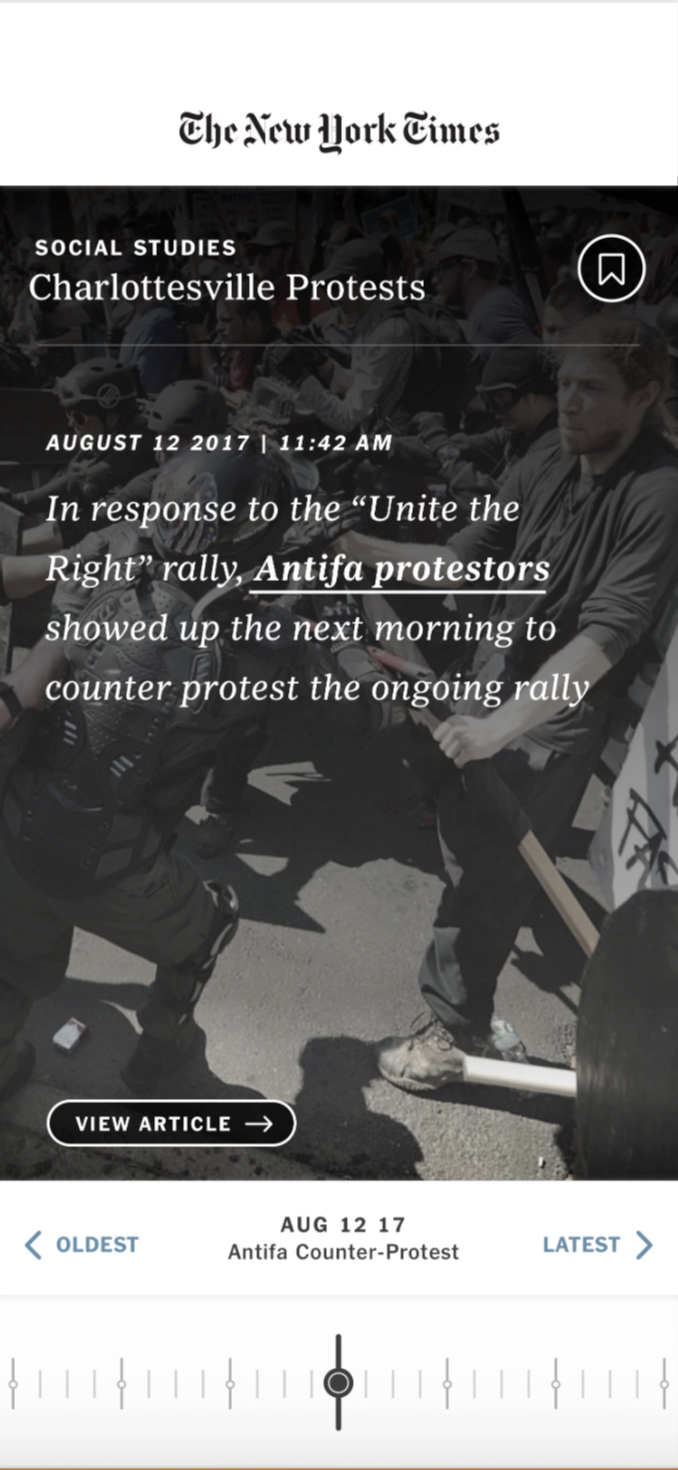 The New York Times
SOCIAL STUDIES
Charlottesville Protests
AUGUST 12 2017 | 11:42 AM
In response to the “Unite the
Right” rally, Antifa protestors
showed up the next morning to
counter protest the ongoing rally
VIEW ARTICLE →
OLDEST
AUG 12 17
Antifa Counter-Protest
LATEST